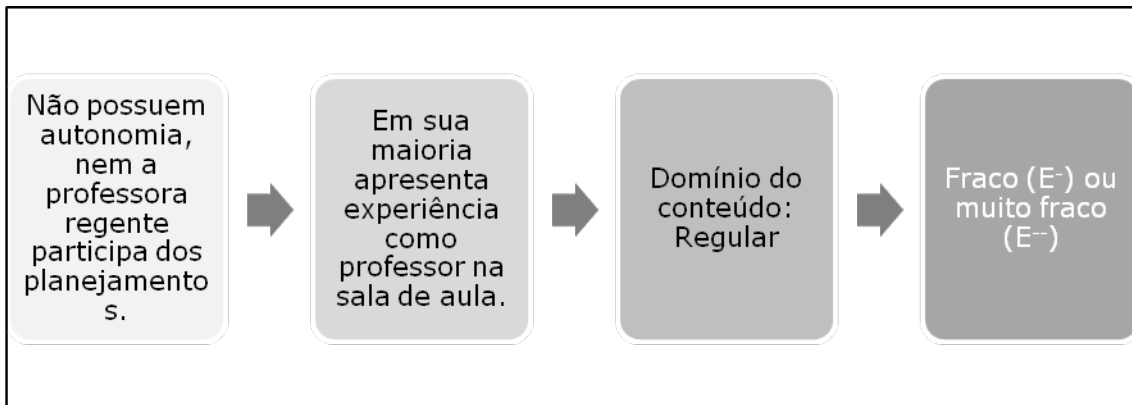 Não possuem
autonomia,
nem a
professora
regente
participa dos
planejamento
s.
Em sua
maioria
apresenta
experiência
como
professor na
sala de aula.
Domínio do
conteúdo:
Regular
Fraco (E-) ou
muito fraco
(E--)